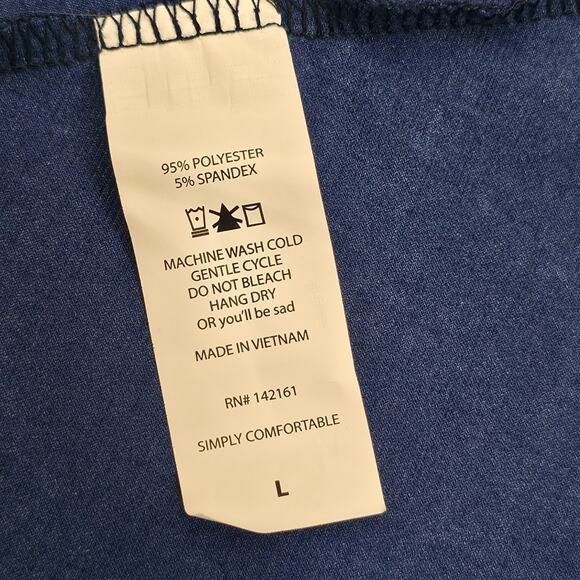 95% POLYESTER
5% SPANDEX
MACHINE WASH COLD
GENTLE CYCLE
DO NOT BLEACH
HANG DRY
OR you'll be sad
MADE IN VIETNAM
RN# 142161
SIMPLY COMFORTABLE
L